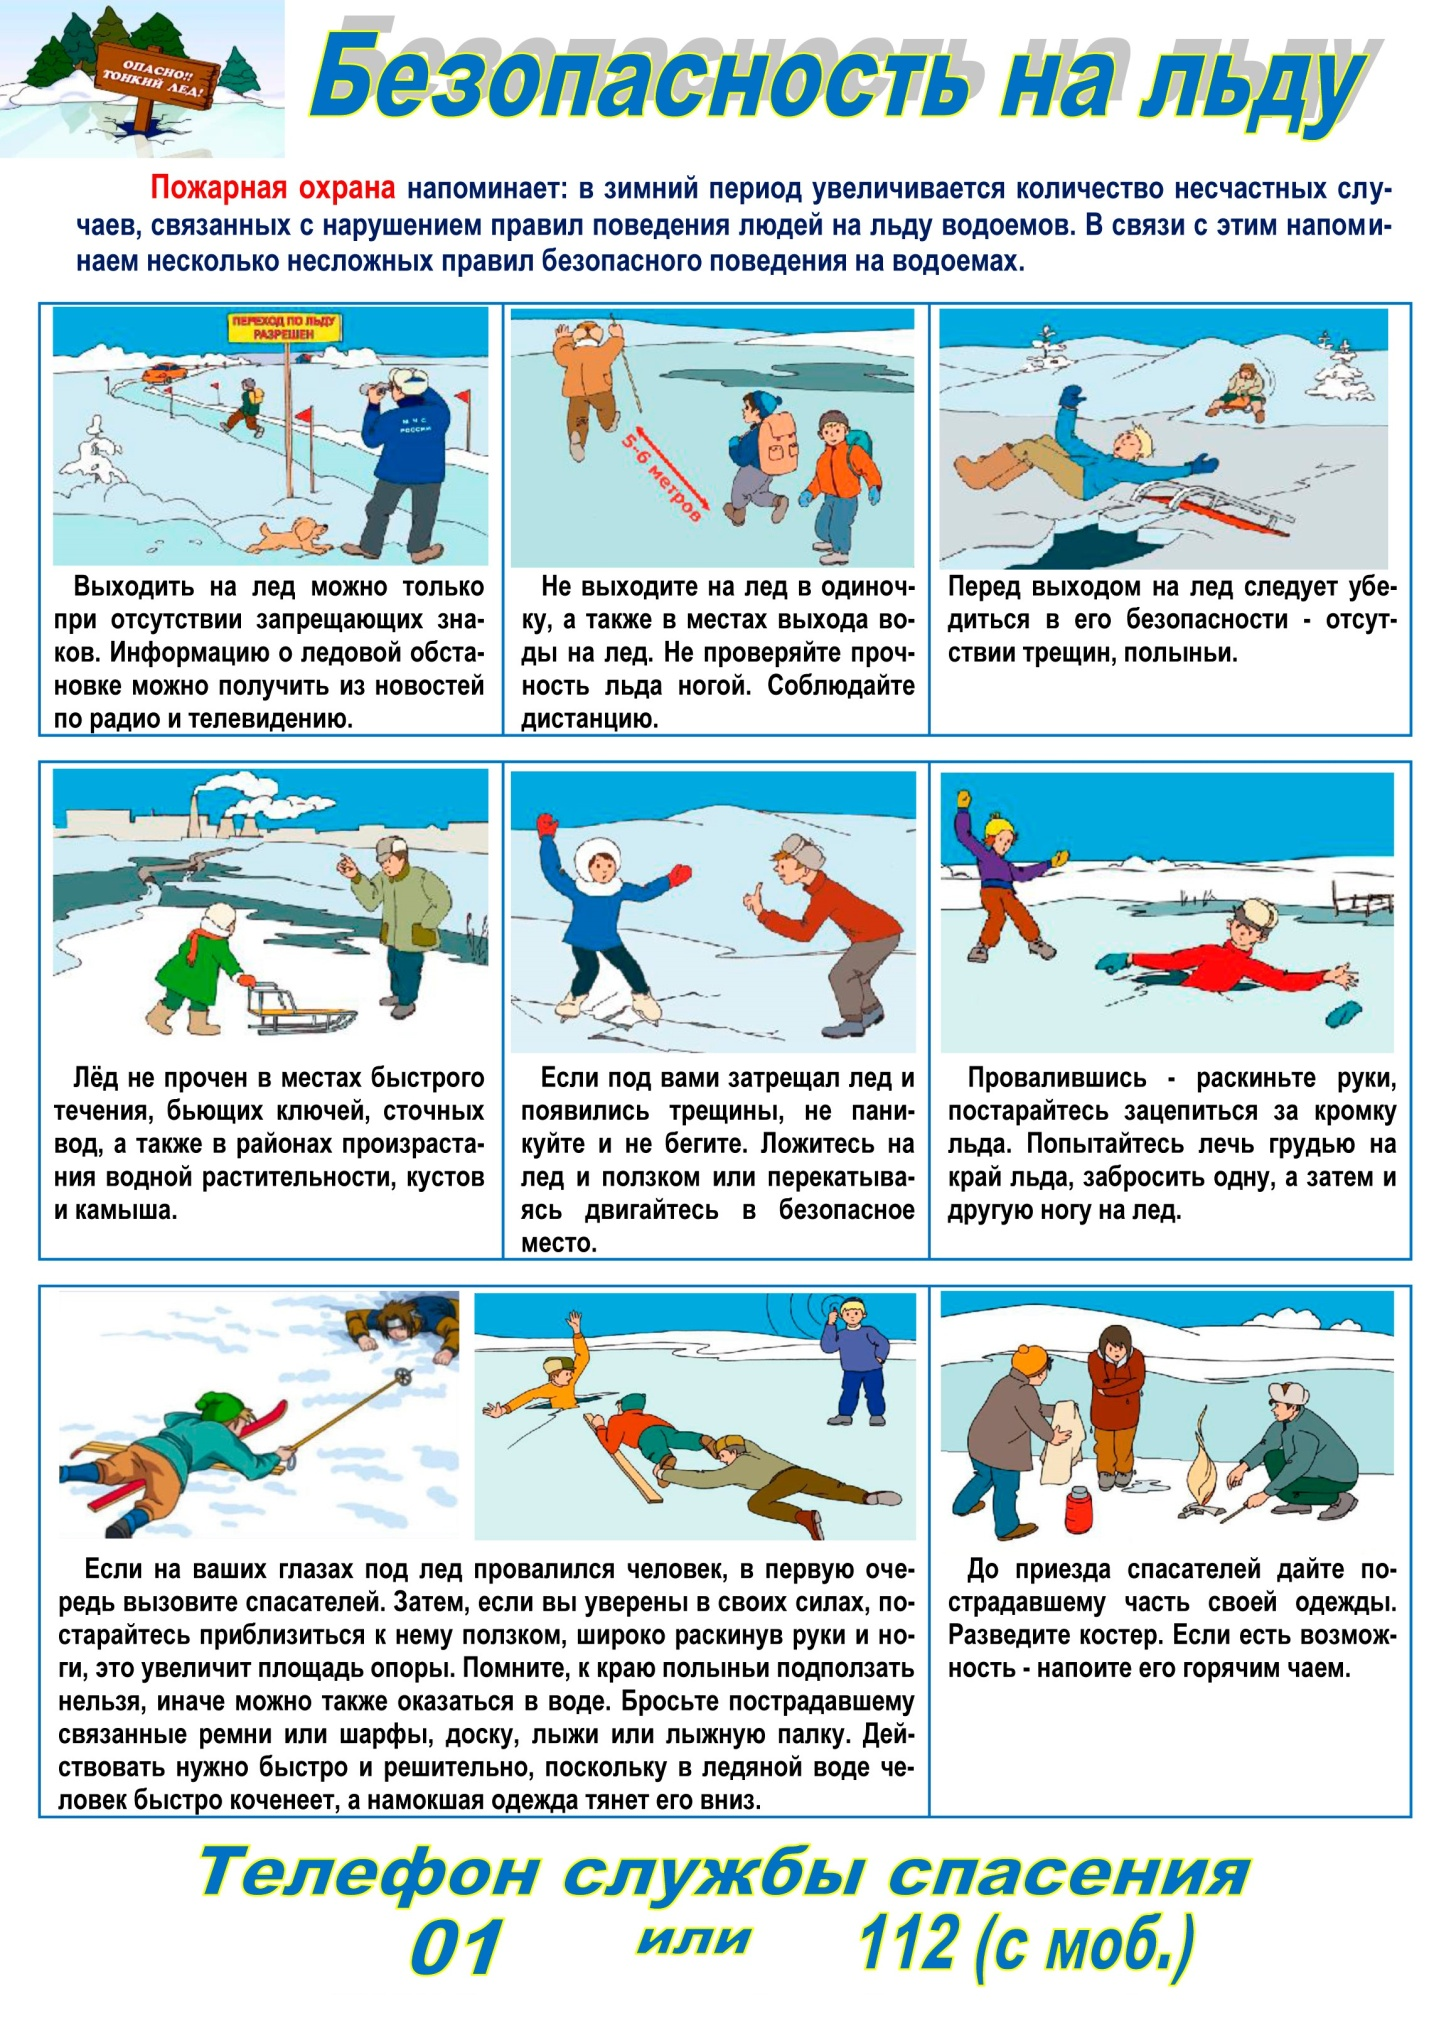 ОПАСНО!!
ТОНКИЙ ЛЕД!
Безопасность на льду
Пожарная охрана напоминает: в зимний период увеличивается количество несчастных слу-
чаев, связанных с нарушением правил поведения людей на льду водоемов. В связи с этим напоми-
наем несколько несложных правил безопасного поведения на водоемах.
ПЕРЕХОД ПО ЛЬДУ
РАЗРЕШЕН
М Ч С
РОССИИ
Выходить на лед можно только
при отсутствии запрещающих зна-
ков. Информацию о ледовой обста-
новке можно получить из новостей
по радио и телевидению.
5-6 метров
Не выходите на лед в одиноч-
ку, а также в местах выхода во-
ды на лед. Не проверяйте проч-
ность льда ногой. Соблюдайте
дистанцию.
Перед выходом на лед следует убе-
диться в его безопасности - отсут-
ствии трещин, полыньи.
Лёд не прочен в местах быстрого
течения, бьющих ключей, сточных
вод, а также в районах произраста-
ния водной растительности, кустов
и камыша.
Если под вами затрещал лед и
появились трещины, не пани-
куйте и не бегите. Ложитесь на
лед и ползком или перекатыва-
ясь двигайтесь в безопасное
место.
Провалившись - раскиньте руки,
постарайтесь зацепиться за кромку
льда. Попытайтесь лечь грудью на
край льда, забросить одну, а затем и
другую ногу на лед.
Если на ваших глазах под лед провалился человек, в первую оче-
редь вызовите спасателей. Затем, если вы уверены в своих силах, по-
старайтесь приблизиться к нему ползком, широко раскинув руки и но-
ги, это увеличит площадь опоры. Помните, к краю полыньи подползать
нельзя, иначе можно также оказаться в воде. Бросьте пострадавшему
связанные ремни или шарфы, доску, лыжи или лыжную палку. Дей-
ствовать нужно быстро и решительно, поскольку в ледяной воде че-
ловек быстро коченеет, а намокшая одежда тянет его вниз.
До приезда спасателей дайте по-
страдавшему часть своей одежды.
Разведите костер. Если есть возмож-
ность - напоите его горячим чаем.
Телефон службы спасения
01 или 112 (с моб.)